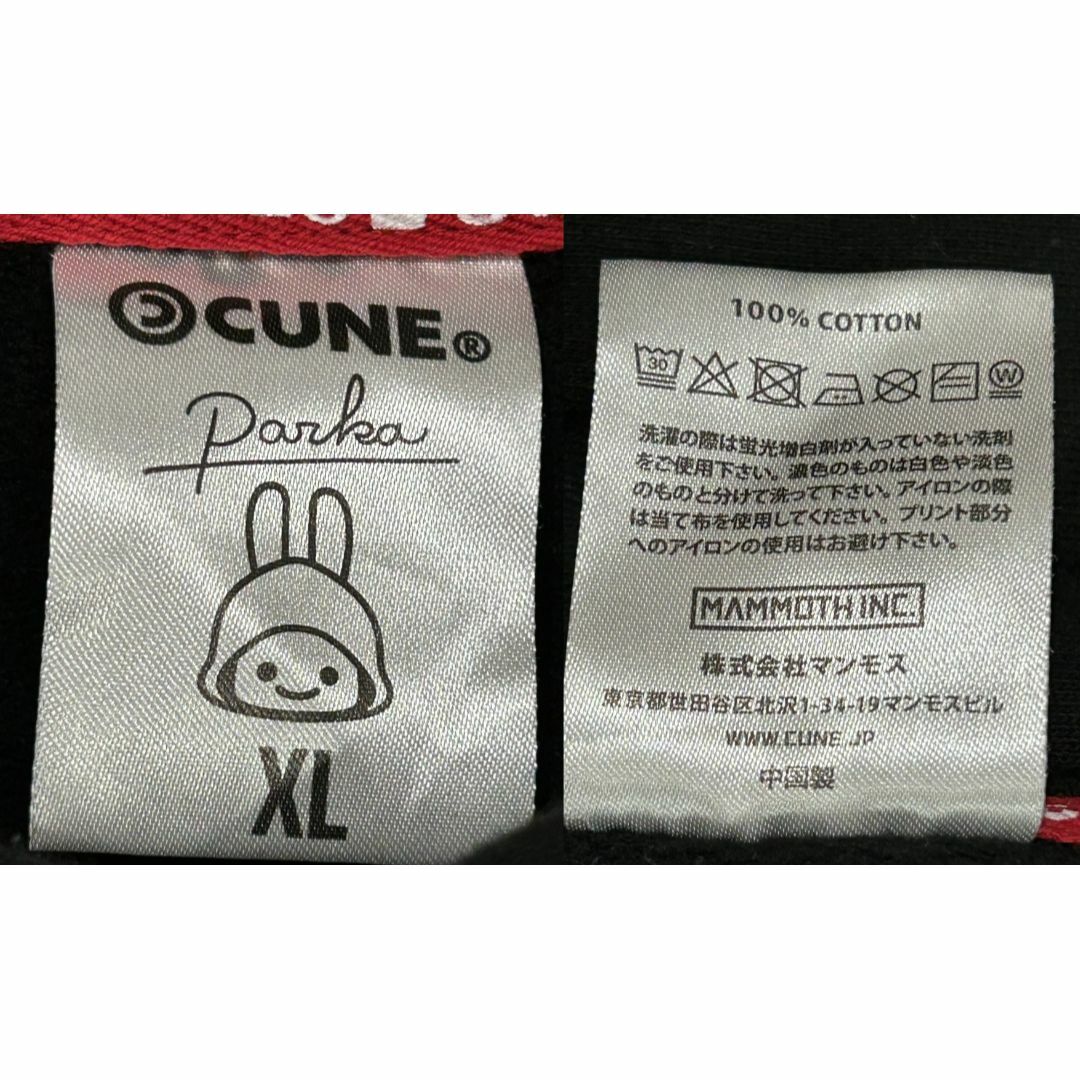 CUNE®
Parka
XL
100% COTTON
30
W
洗濯の際は蛍光増白剤が入っていない洗剤
をご使用下さい。濃色のものは白色や淡色
のものと分けて洗って下さい。アイロンの際
は当て布を使用してください。プリント部分
へのアイロンの使用はお避け下さい。
MAMMOTH INC.
株式会社マンモス
東京都世田谷区北沢1-34-19マンモスビル
WWW.CUNE.JP
中国製